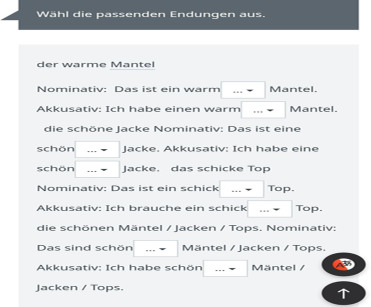 Wähl die passenden Endungen aus.
der warme Mantel
Nominativ: Das ist ein warm ... Mantel.
Akkusativ: Ich habe einen warm ... Mantel.
die schöne Jacke Nominativ: Das ist eine
schön ... Jacke. Akkusativ: Ich habe eine
schön ... Jacke. das schicke Top
Nominativ: Das ist ein schick ... Top.
Akkusativ: Ich brauche ein schick ... Top.
die schönen Mäntel / Jacken / Tops. Nominativ:
Das sind schön ... Mäntel / Jacken / Tops.
Akkusativ: Ich habe schön ... Mäntel /
Jacken / Tops.